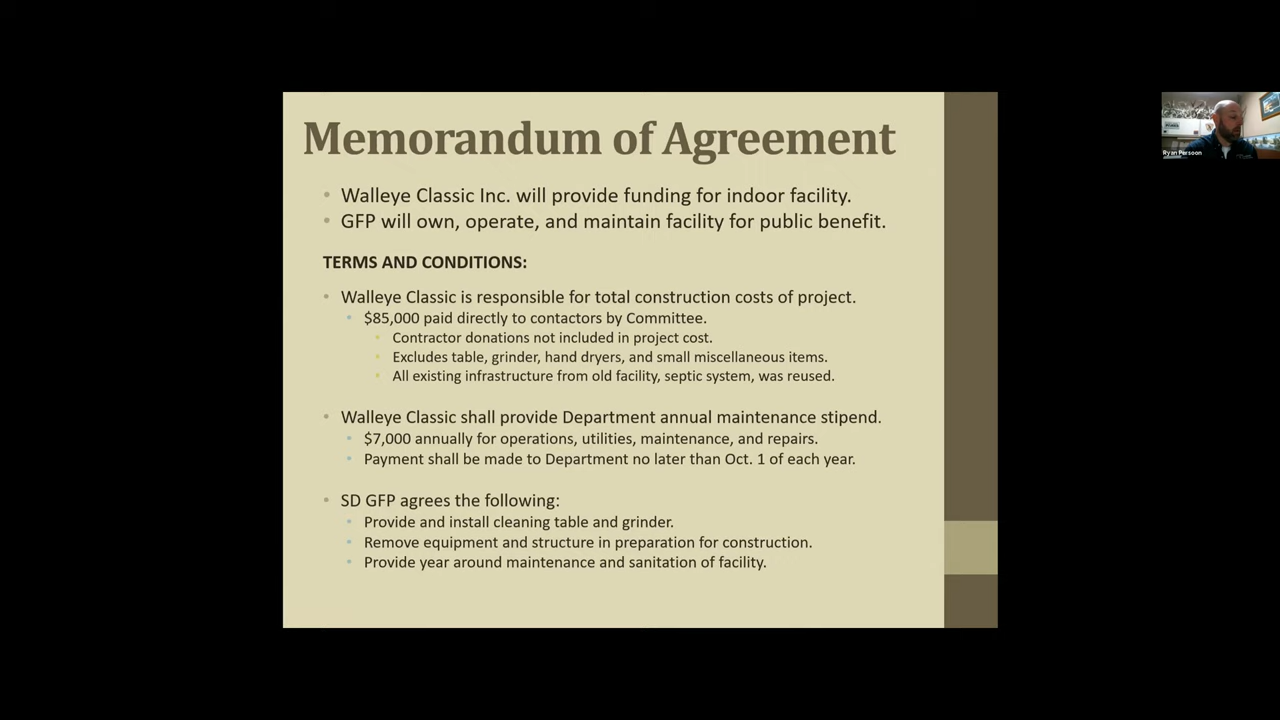 Memorandum of Agreement
• Walleye Classic Inc. will provide funding for indoor facility.
• GFP will own, operate, and maintain facility for public benefit.
TERMS AND CONDITIONS:
• Walleye Classic is responsible for total construction costs of project.
• $85,000 paid directly to contactors by Committee.
• Contractor donations not included in project cost.
• Excludes table, grinder, hand dryers, and small miscellaneous items.
• All existing infrastructure from old facility, septic system, was reused.
• Walleye Classic shall provide Department annual maintenance stipend.
• $7,000 annually for operations, utilities, maintenance, and repairs.
• Payment shall be made to Department no later than Oct. 1 of each year.
• SD GFP agrees the following:
• Provide and install cleaning table and grinder.
• Remove equipment and structure in preparation for construction.
• Provide year around maintenance and sanitation of facility.
Ryan Persoon